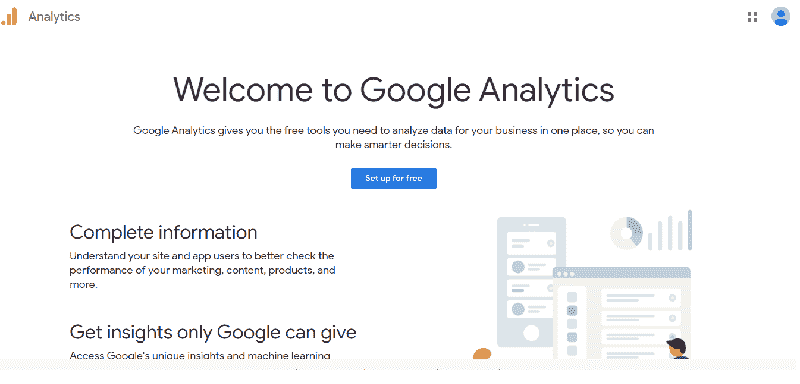 Analytics
Welcome to Google Analytics
Google Analytics gives you the free tools you need to analyze data for your business in one place, so you can
make smarter decisions.
Set up for free
Complete information
Understand your site and app users to better check the
performance of your marketing, content, products, and
more.
Get insights only Google can give
Access Google's unique insights and machine learning